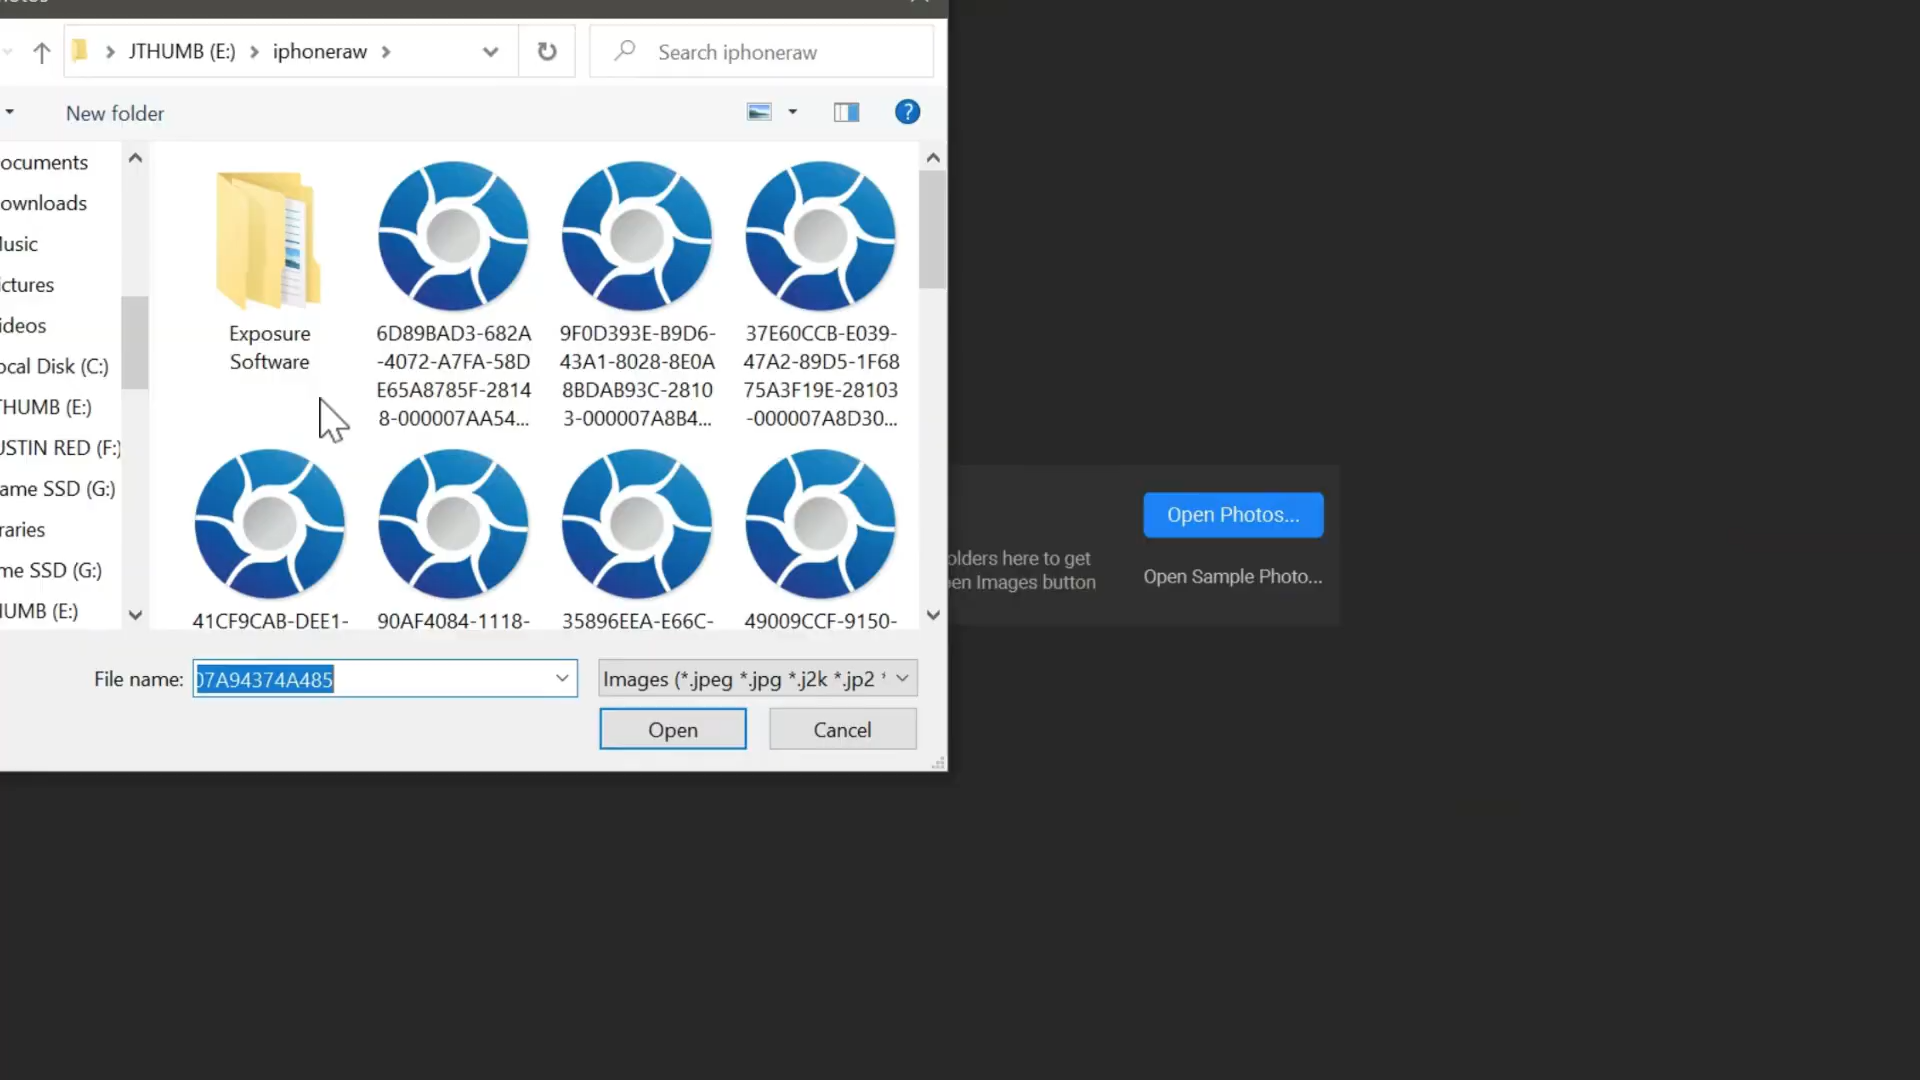 JTHUMB (E:)
iphoneraw
Search iphoneraw
New folder
ocuments
ownloads
usic
ictures
ideos
ocal Disk (C:)
THUMB (E:)
USTIN RED (F:)
ame SSD (G:)
raries
me SSD (G:)
UMB (E:)
Exposure
Software
6D89BAD3-682A
-4072-A7FA-58D
E65A8785F-2814
8-000007AA54...
9F0D393E-B9D6-
43A1-8028-8E0A
8BDAB93C-2810
3-000007A8B4...
37E60CCB-E039-
47A2-89D5-1F68
75A3F19E-28103
-000007A8D30...
41CF9CAB-DEE1-
90AF4084-1118-
35896EEA-E66C-
49009CCF-9150-
File name:
07A94374A485
Images (*.jpeg *.jpg *.j2k *.jp2 *
Open
Cancel
olders here to get
en Images button
Open Photos...
Open Sample Photo...